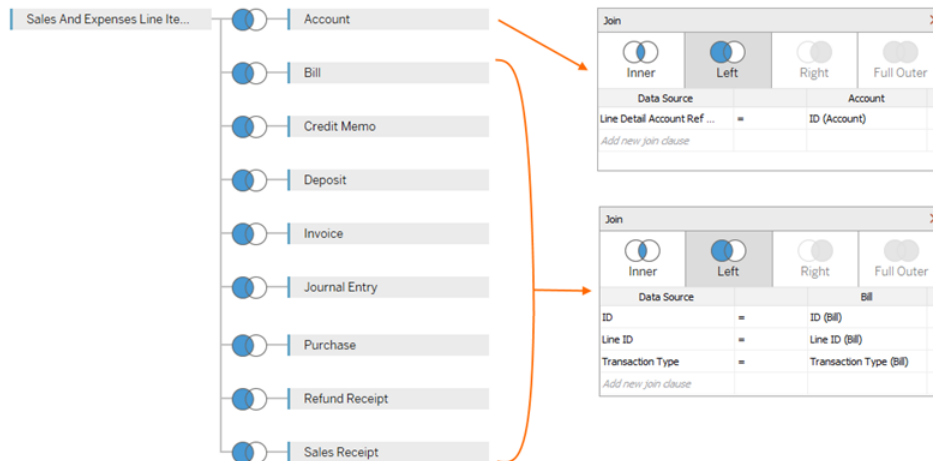 Sales And Expenses Line Ite...
Account
Bill
Credit Memo
Deposit
Invoice
Journal Entry
Purchase
Refund Receipt
Sales Receipt
Join
Inner Left Right Full Outer
Data Source Account
Line Detail Account Ref ... = ID (Account)
Add new join clause
Join
Inner Left Right Full Outer
Data Source Bill
ID = ID (Bill)
Line ID = Line ID (Bill)
Transaction Type = Transaction Type (Bill)
Add new join clause